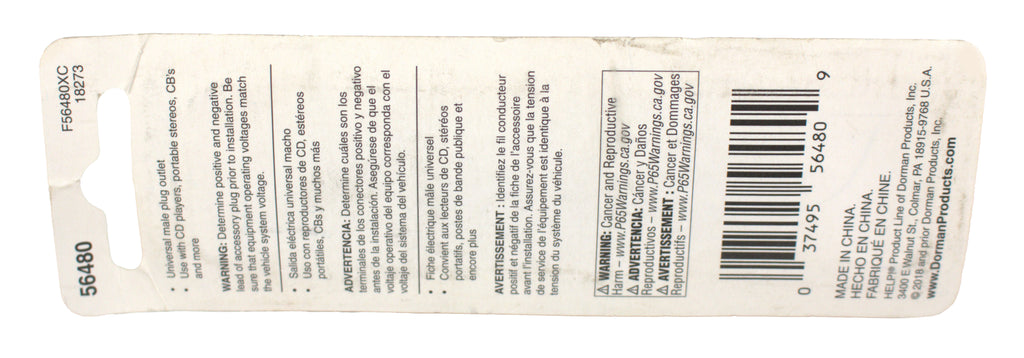 56480
F56480XC
18273
• Universal male plug outlet
• Use with CD players, portable stereos, CB's
and more
WARNING: Determine positive and negative
lead of accessory plug prior to installation. Be
sure that equipment operating voltages match
the vehicle system voltage.
• Salida eléctrica universal macho
• Uso con reproductores de CD, estéreos
portátiles, CBs y muchos más
ADVERTENCIA: Determine cuáles son los
terminales de los conectores positivo y negativo
antes de la instalación. Asegúrese de que el
voltaje operativo del equipo corresponda con el
voltaje del sistema del vehículo.
• Fiche électrique mâle universel
• Convient aux lecteurs de CD, stéréos
portatifs, postes de bande publique et
encore plus
AVERTISSEMENT : Identifiez le fil conducteur
positif et négatif de la fiche de l'accessoire
avant l'installation. Assurez-vous que la tension
de service de l'équipement est identique à la
tension du système du véhicule.
⚠ WARNING: Cancer and Reproductive
Harm – www.P65Warnings.ca.gov
⚠ ADVERTENCIA: Cáncer y Daños
Reproductivos – www.P65Warnings.ca.gov
⚠ AVERTISSEMENT : Cancer et Dommages
Reproductifs – www.P65Warnings.ca.gov
0 37495 56480 9
MADE IN CHINA.
HECHO EN CHINA.
FABRIQUÉ EN CHINE.
HELP!® Product Line of Dorman Products, Inc.
3400 E. Walnut St., Colmar, PA 18915-9768 U.S.A.
© 2018 and prior Dorman Products, Inc.
www.DormanProducts.com